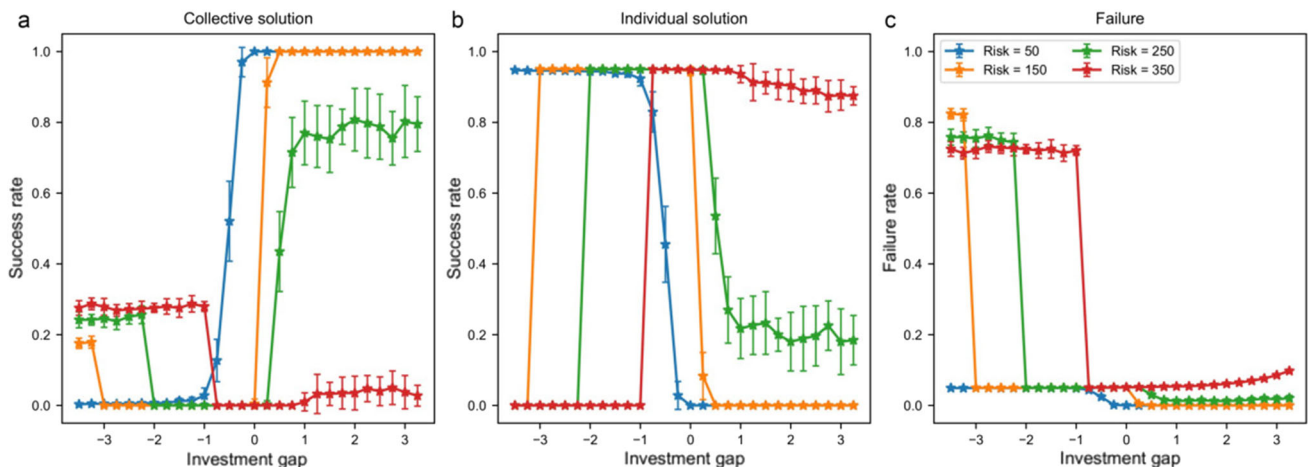 a
Collective solution
Success rate
1.0
0.8
0.6
0.4
0.2
0.0
−3 −2 −1 0 1 2 3
Investment gap
b
Individual solution
Success rate
1.0
0.8
0.6
0.4
0.2
0.0
−3 −2 −1 0 1 2 3
Investment gap
c
Failure
Risk = 50 Risk = 250
Risk = 150 Risk = 350
Failure rate
1.0
0.8
0.6
0.4
0.2
0.0
−3 −2 −1 0 1 2 3
Investment gap